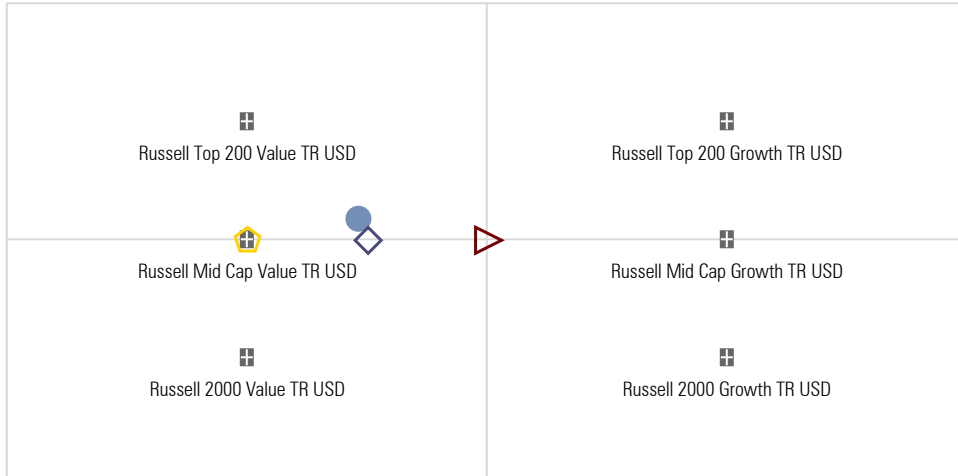 Russell Top 200 Value TR USD
Russell Top 200 Growth TR USD
Russell Mid Cap Value TR USD
Russell Mid Cap Growth TR USD
Russell 2000 Value TR USD
Russell 2000 Growth TR USD